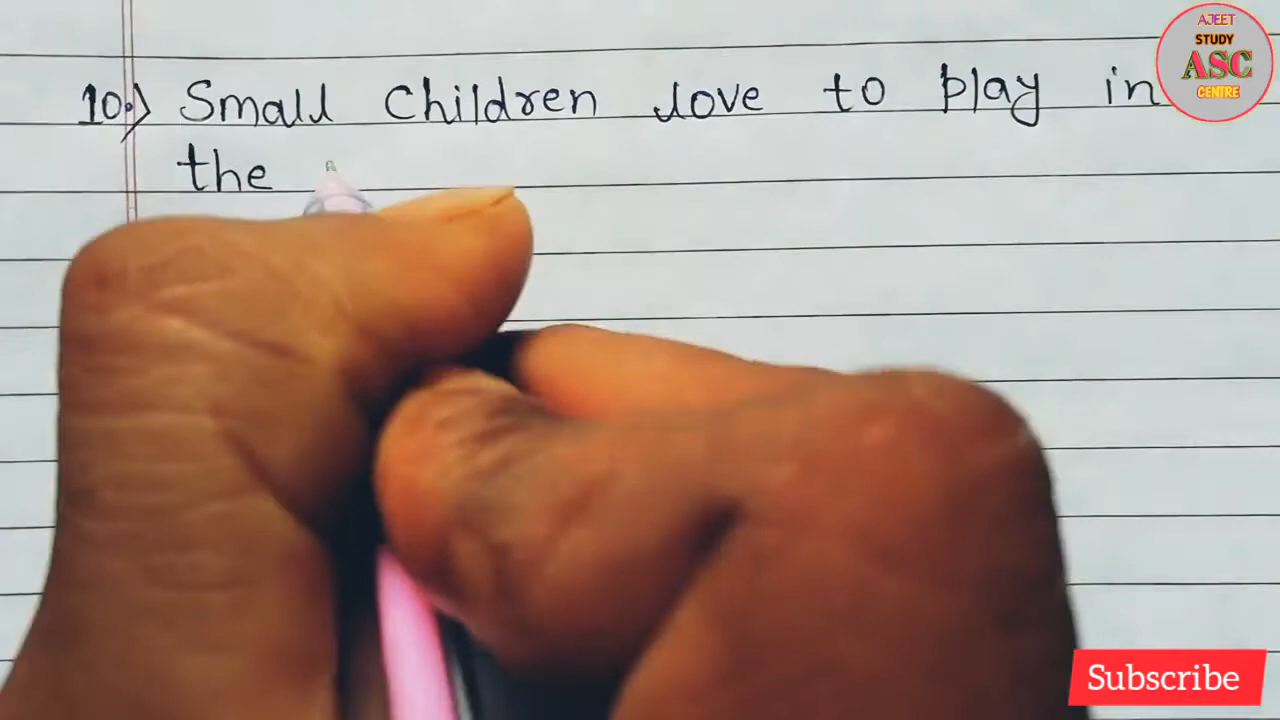 10.) Small Children love to play in
the
AJEET
STUDY
ASC
CENTRE
Subscribe